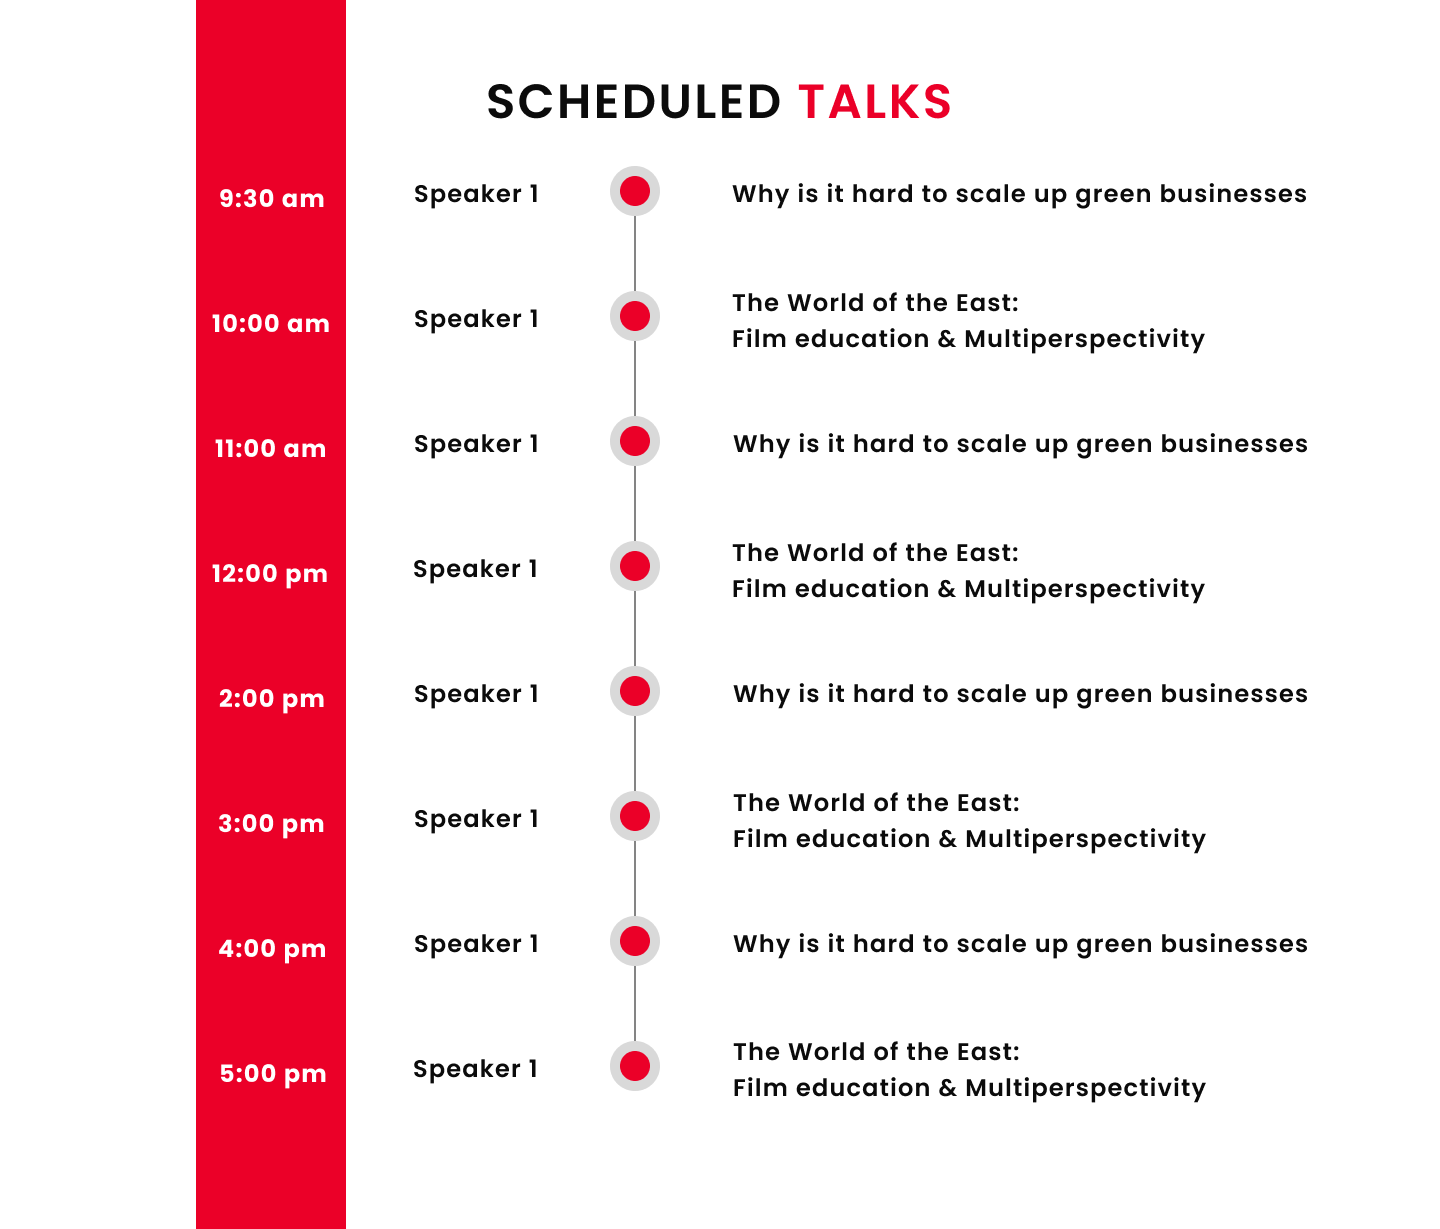 SCHEDULED TALKS
9:30 am Speaker 1 Why is it hard to scale up green businesses
10:00 am Speaker 1 The World of the East:
Film education & Multiperspectivity
11:00 am Speaker 1 Why is it hard to scale up green businesses
12:00 pm Speaker 1 The World of the East:
Film education & Multiperspectivity
2:00 pm Speaker 1 Why is it hard to scale up green businesses
3:00 pm Speaker 1 The World of the East:
Film education & Multiperspectivity
4:00 pm Speaker 1 Why is it hard to scale up green businesses
5:00 pm Speaker 1 The World of the East:
Film education & Multiperspectivity